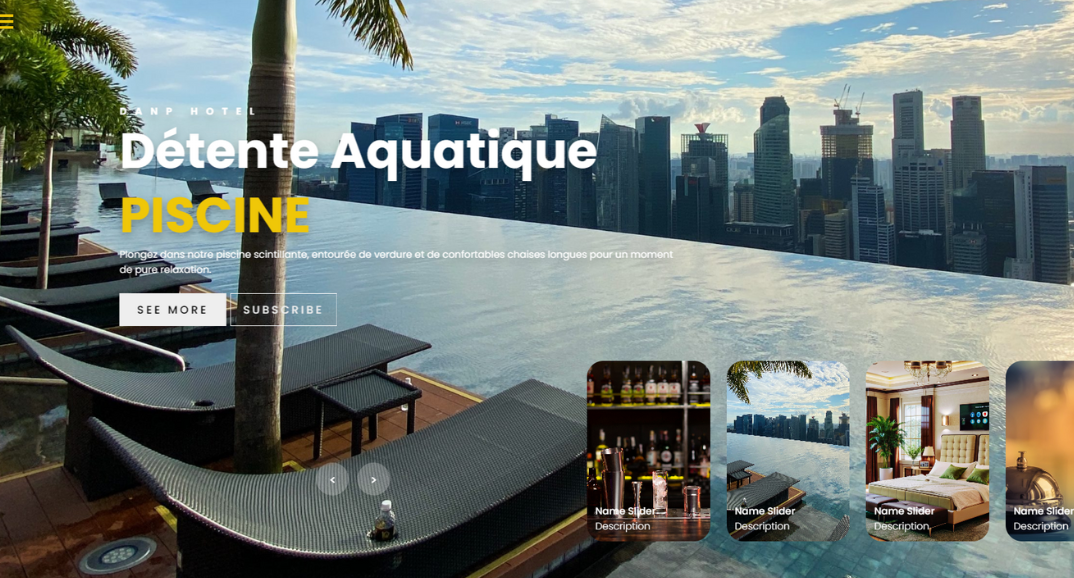 DANP HOTEL
Détente Aquatique
PISCINE
Plongez dans notre piscine scintillante, entourée de verdure et de confortables chaises longues pour un moment
de pure relaxation.
SEE MORE SUBSCRIBE
Name Slider Name Slider Name Slider Name Slider
Description Description Description Description